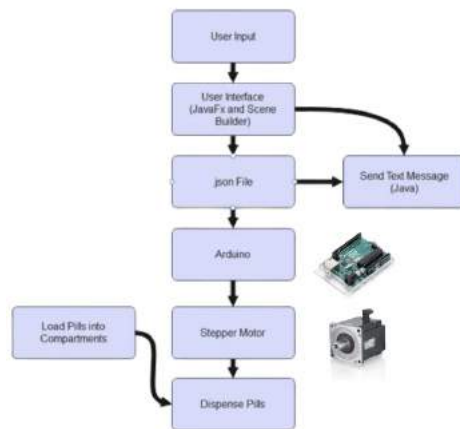 User Input
User Interface
(JavaFx and Scene
Builder)
.json File
Send Text Message
(Java)
Arduino
Load Pills into
Compartments
Stepper Motor
Dispense Pills